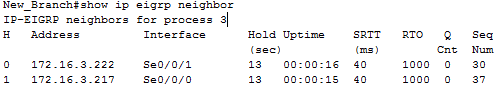 New_Branch#show ip eigrp neighbor
IP-EIGRP neighbors for process 3
H Address Interface Hold Uptime SRTT RTO Q Seq
(sec) (ms) Cnt Num
0 172.16.3.222 Se0/0/1 13 00:00:16 40 1000 0 30
1 172.16.3.217 Se0/0/0 13 00:00:15 40 1000 0 37